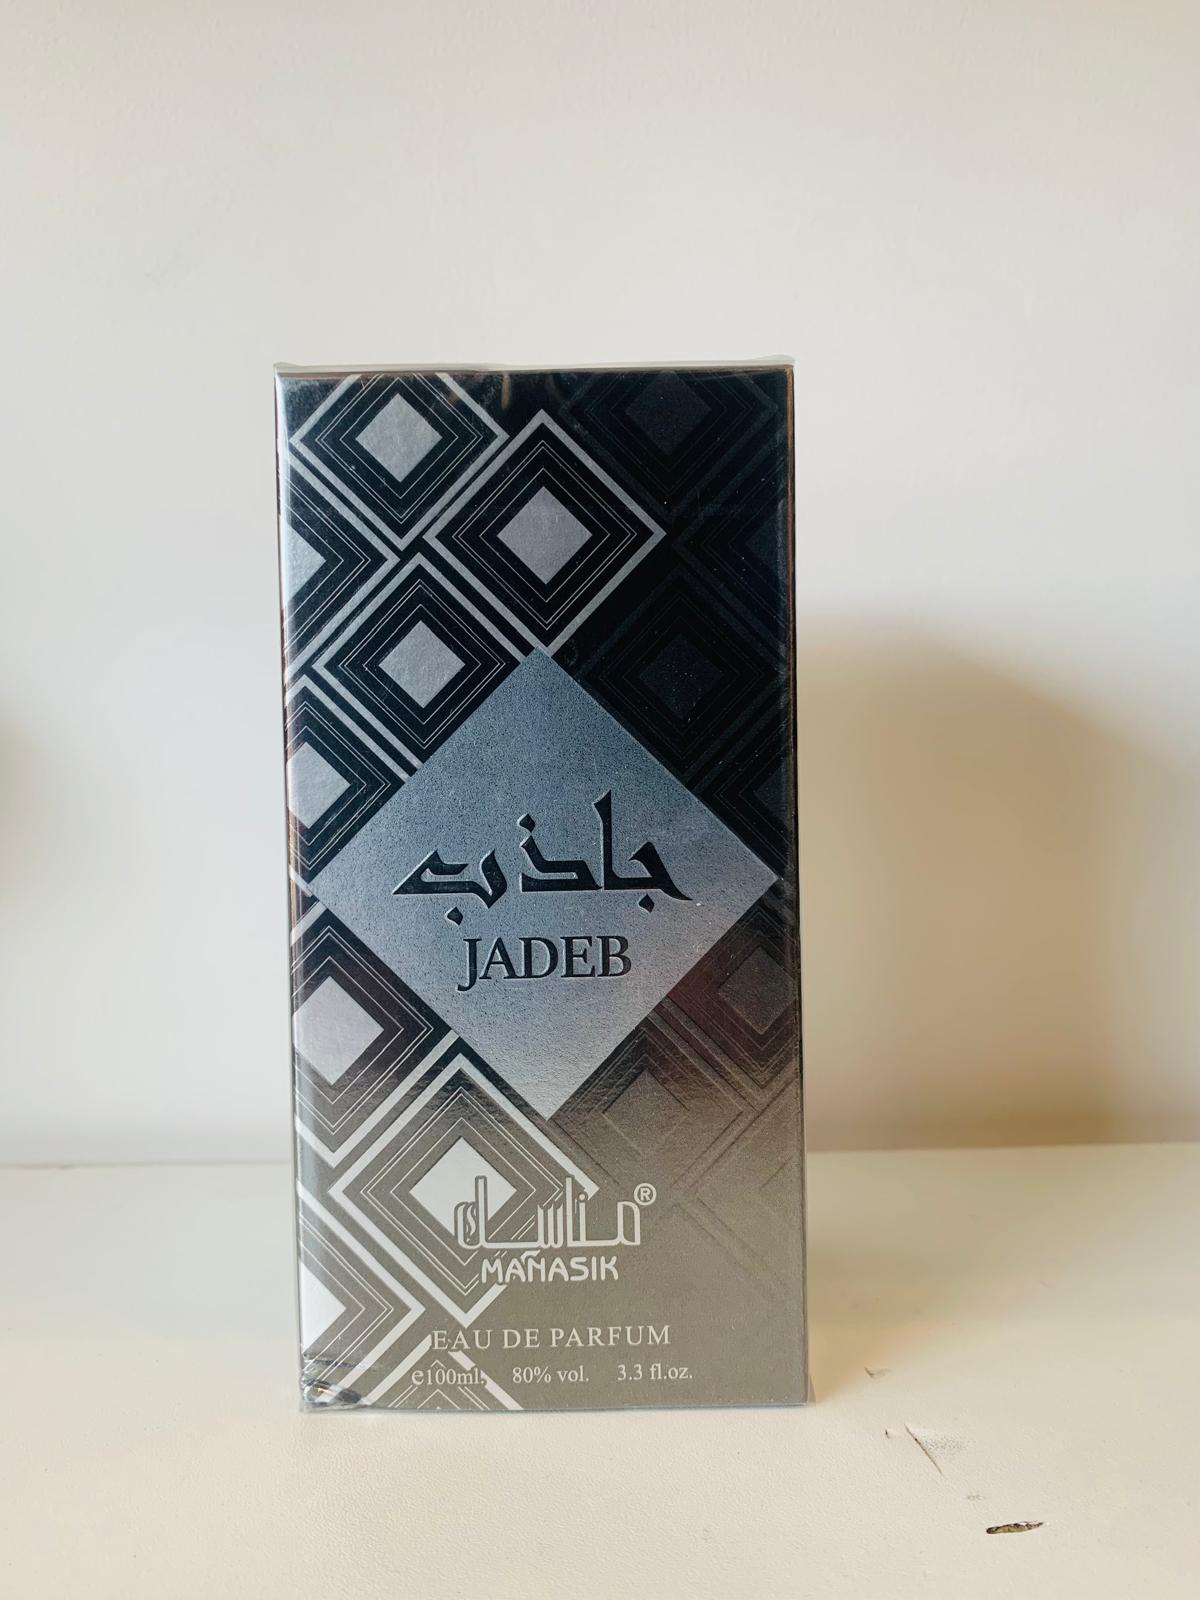 جاذب
JADEB
مناسك®
MANASIK
EAU DE PARFUM
e100ml. 80% vol. 3.3 fl.oz.